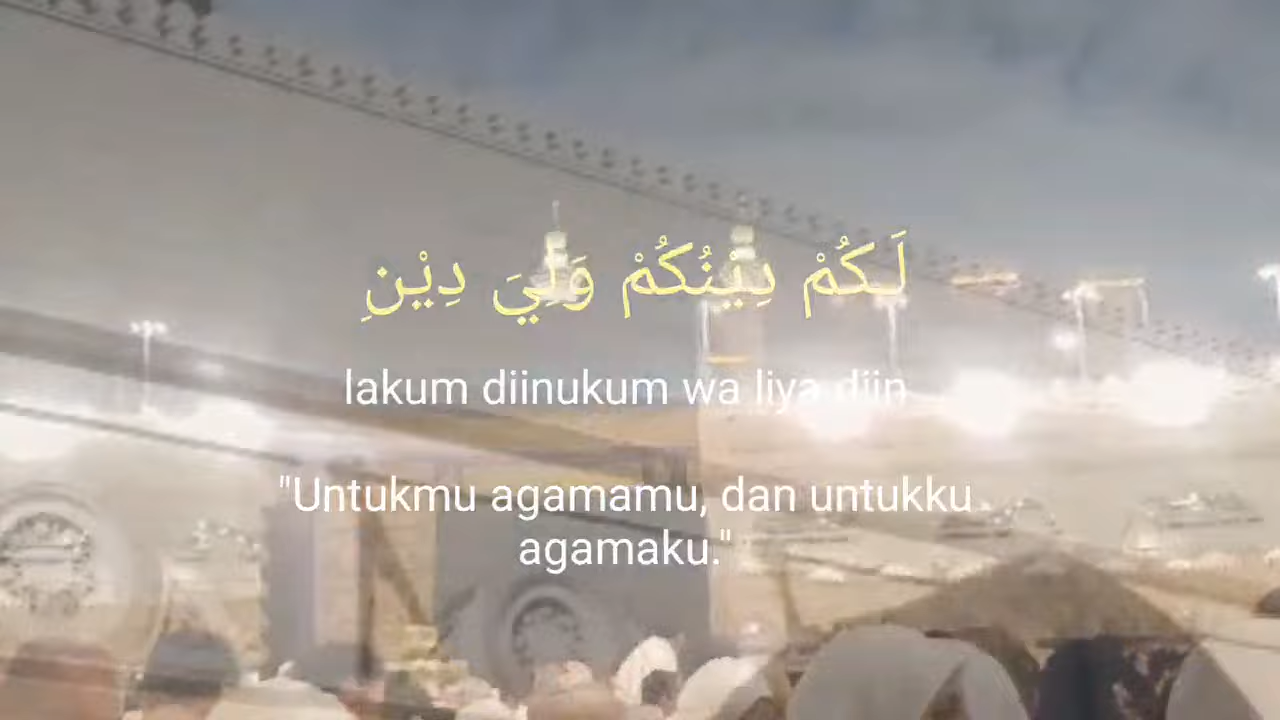 لَكُمْ دِيْنُكُمْ وَلِيَ دِيْنِ
lakum diinukum wa liya diin
"Untukmu agamamu, dan untukku
agamaku."